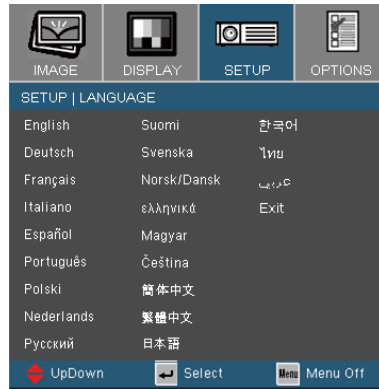 IMAGE DISPLAY SETUP OPTIONS
SETUP | LANGUAGE
English Suomi 한국어
Deutsch Svenska ไทย
Français Norsk/Dansk عربي
Italiano ελληνικά Exit
Español Magyar
Português Čeština
Polski 簡体中文
Nederlands 繁體中文
Русский 日本語
UpDown Select Menu Menu Off